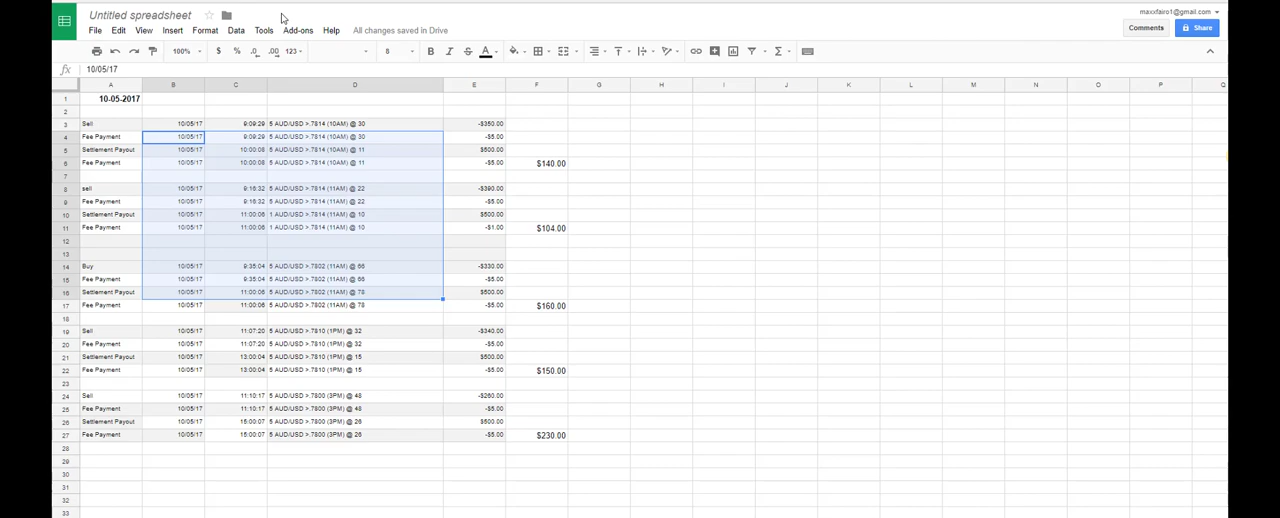 Untitled spreadsheet
maxxfairo1@gmail.com
File Edit View Insert Format Data Tools Add-ons Help All changes saved in Drive
Comments Share
100% $ % .0 .00 123 8 B I S A Σ
fx 10/05/17
A B C D E F G H I J K L M N O P Q
1 10-05-2017
2
3 Sell 10/05/17 9:09:29 5 AUD/USD >.7814 (10AM) @ 30 -$350.00
4 Fee Payment 10/05/17 9:09:29 5 AUD/USD >.7814 (10AM) @ 30 -$5.00
5 Settlement Payout 10/05/17 10:00:08 5 AUD/USD >.7814 (10AM) @ 11 $500.00
6 Fee Payment 10/05/17 10:00:08 5 AUD/USD >.7814 (10AM) @ 11 -$5.00 $140.00
7
8 sell 10/05/17 9:16:32 5 AUD/USD >.7814 (11AM) @ 22 -$390.00
9 Fee Payment 10/05/17 9:16:32 5 AUD/USD >.7814 (11AM) @ 22 -$5.00
10 Settlement Payout 10/05/17 11:00:06 1 AUD/USD >.7814 (11AM) @ 10 $500.00
11 Fee Payment 10/05/17 11:00:06 1 AUD/USD >.7814 (11AM) @ 10 -$1.00 $104.00
12
13
14 Buy 10/05/17 9:35:04 5 AUD/USD >.7802 (11AM) @ 66 -$330.00
15 Fee Payment 10/05/17 9:35:04 5 AUD/USD >.7802 (11AM) @ 66 -$5.00
16 Settlement Payout 10/05/17 11:00:06 5 AUD/USD >.7802 (11AM) @ 78 $500.00
17 Fee Payment 10/05/17 11:00:06 5 AUD/USD >.7802 (11AM) @ 78 -$5.00 $160.00
18
19 Sell 10/05/17 11:07:20 5 AUD/USD >.7810 (1PM) @ 32 -$340.00
20 Fee Payment 10/05/17 11:07:20 5 AUD/USD >.7810 (1PM) @ 32 -$5.00
21 Settlement Payout 10/05/17 13:00:04 5 AUD/USD >.7810 (1PM) @ 15 $500.00
22 Fee Payment 10/05/17 13:00:04 5 AUD/USD >.7810 (1PM) @ 15 -$5.00 $150.00
23
24 Sell 10/05/17 11:10:17 5 AUD/USD >.7800 (3PM) @ 48 -$260.00
25 Fee Payment 10/05/17 11:10:17 5 AUD/USD >.7800 (3PM) @ 48 -$5.00
26 Settlement Payout 10/05/17 15:00:07 5 AUD/USD >.7800 (3PM) @ 26 $500.00
27 Fee Payment 10/05/17 15:00:07 5 AUD/USD >.7800 (3PM) @ 26 -$5.00 $230.00
28
29
30
31
32
33